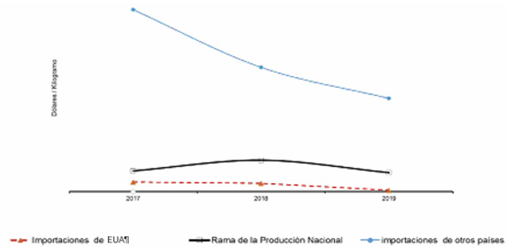 Dólares / Kilogramo
2017 2018 2019
Importaciones de EUA¶ Rama de la Producción Nacional importaciones de otros países